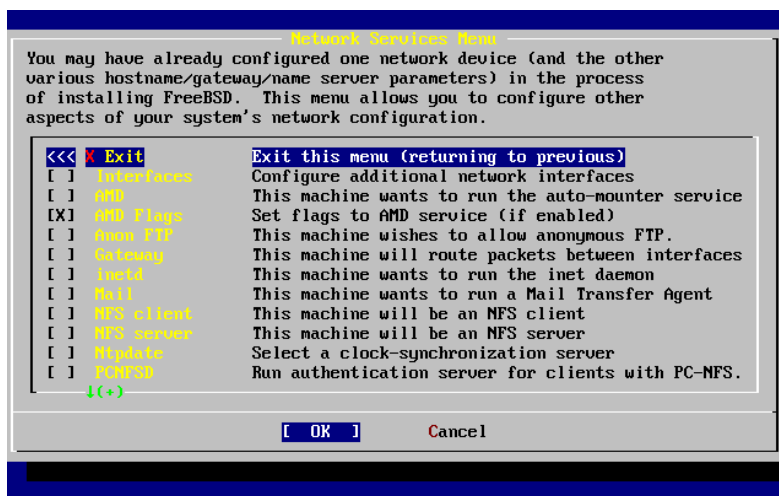 Network Services Menu
You may have already configured one network device (and the other
various hostname/gateway/name server parameters) in the process
of installing FreeBSD.  This menu allows you to configure other
aspects of your system's network configuration.
<<< X Exit Exit this menu (returning to previous)
[ ] Interfaces Configure additional network interfaces
[ ] AMD This machine wants to run the auto-mounter service
[X] AMD Flags Set flags to AMD service (if enabled)
[ ] Anon FTP This machine wishes to allow anonymous FTP.
[ ] Gateway This machine will route packets between interfaces
[ ] inetd This machine wants to run the inet daemon
[ ] Mail This machine wants to run a Mail Transfer Agent
[ ] NFS client This machine will be an NFS client
[ ] NFS server This machine will be an NFS server
[ ] Ntpdate Select a clock-synchronization server
[ ] PCNFSD Run authentication server for clients with PC-NFS.
↓(+)
[ OK ] Cancel